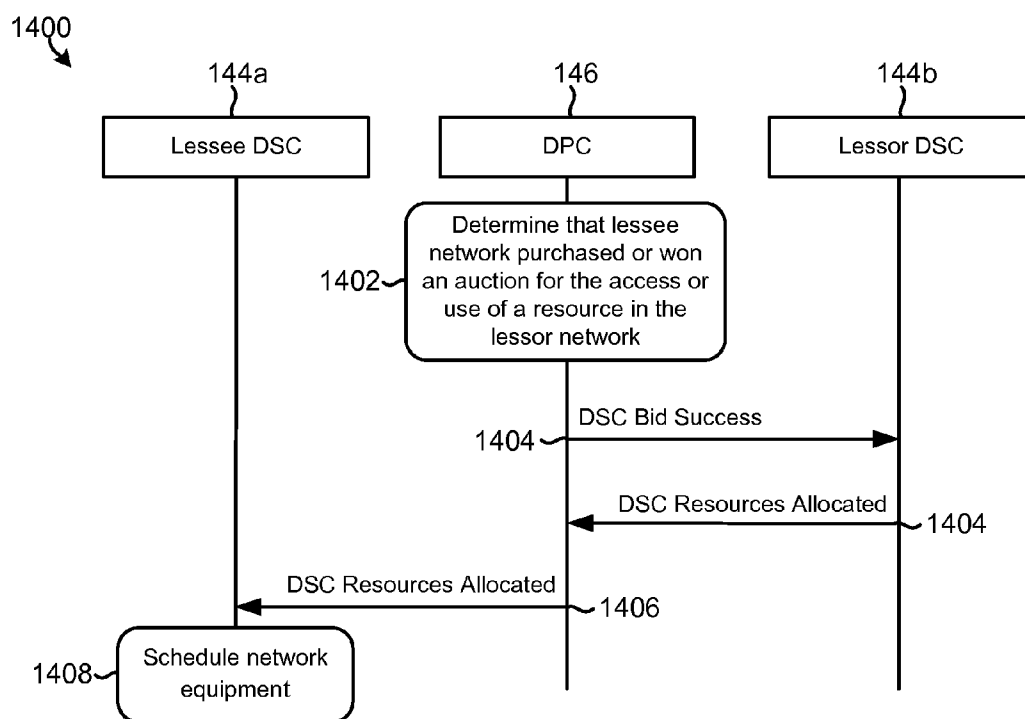 1400
144a
146
144b
Lessee DSC
DPC
Lessor DSC
Determine that lessee
network purchased or won
an auction for the access or
use of a resource in the
lessor network
1402
DSC Bid Success
1404
DSC Resources Allocated
1404
DSC Resources Allocated
1406
1408
Schedule network
equipment